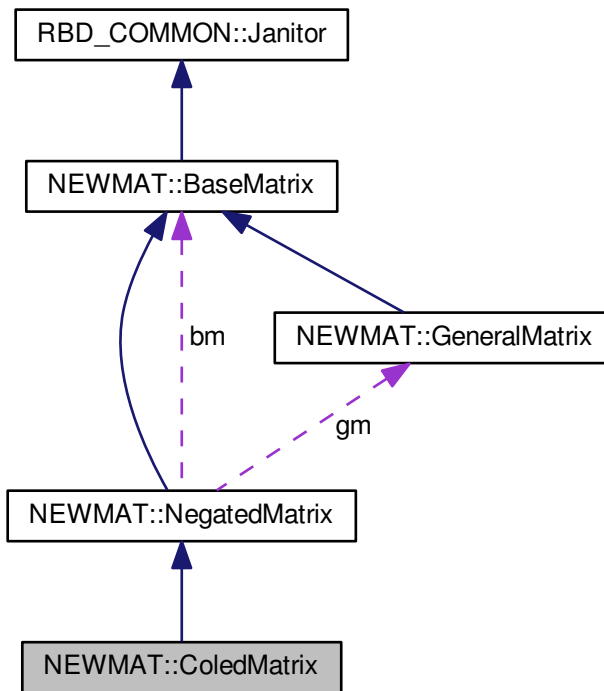 RBD_COMMON::Janitor
NEWMAT::BaseMatrix
bm
NEWMAT::GeneralMatrix
gm
NEWMAT::NegatedMatrix
NEWMAT::ColedMatrix